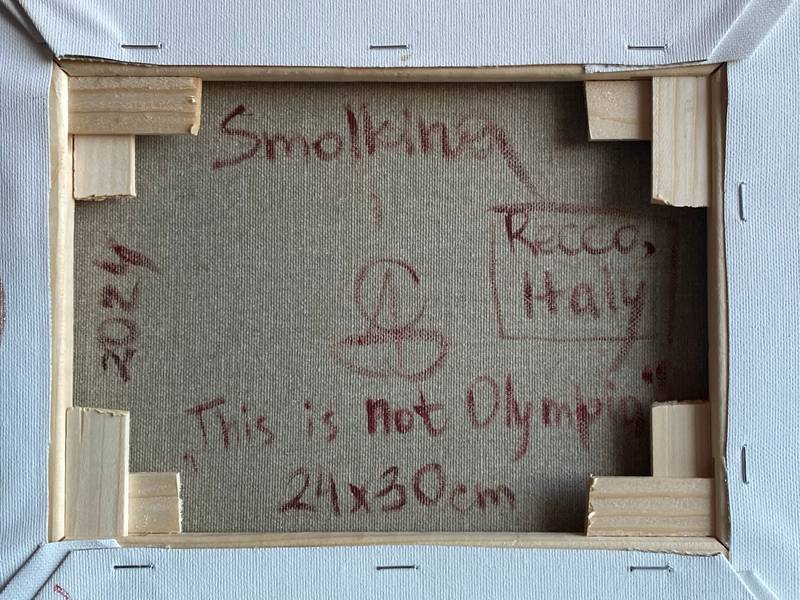 Smolkina
Recco,
Italy
2024
„This is not Olympia“
24x30cm